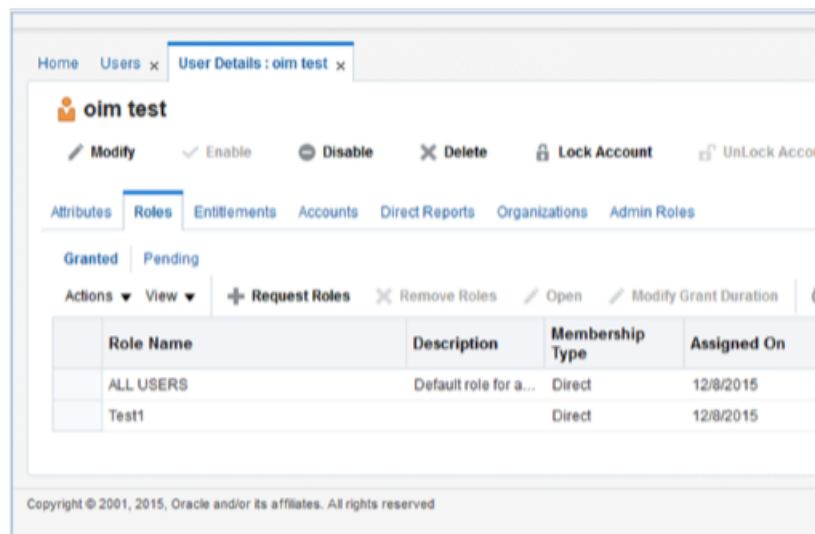 Home Users x User Details : oim test x
oim test
Modify Enable Disable Delete Lock Account UnLock Accou
Attributes Roles Entitlements Accounts Direct Reports Organizations Admin Roles
Granted Pending
Actions View Request Roles Remove Roles Open Modify Grant Duration
Role Name Description Membership Type Assigned On
ALL USERS Default role for a... Direct 12/8/2015
Test1 Direct 12/8/2015
Copyright © 2001, 2015, Oracle and/or its affiliates. All rights reserved